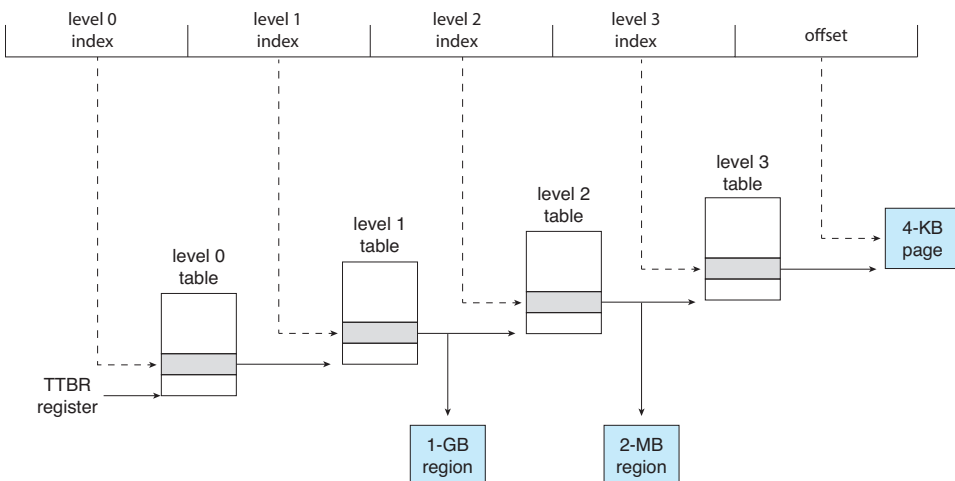 level 0
index
level 1
index
level 2
index
level 3
index
offset
level 3
table
level 2
table
level 1
table
level 0
table
4-KB
page
TTBR
register
1-GB
region
2-MB
region